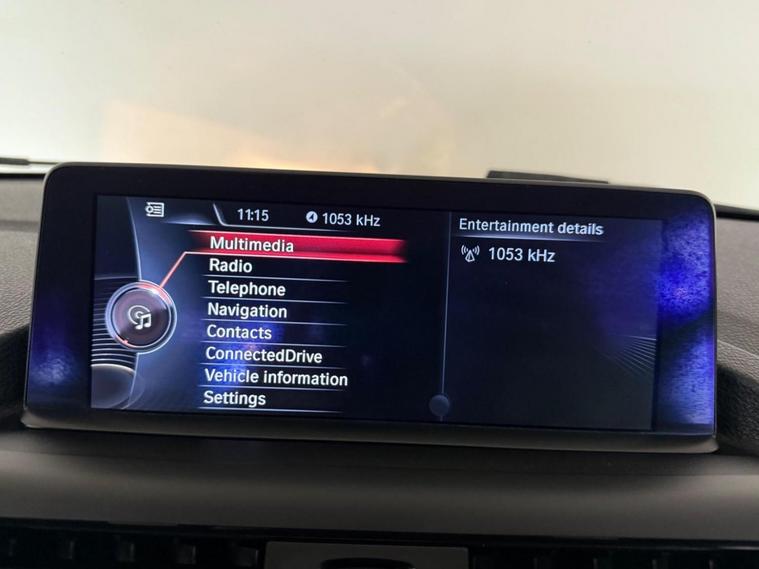 11:15 1053 kHz
Multimedia
Radio
Telephone
Navigation
Contacts
ConnectedDrive
Vehicle information
Settings
Entertainment details
1053 kHz